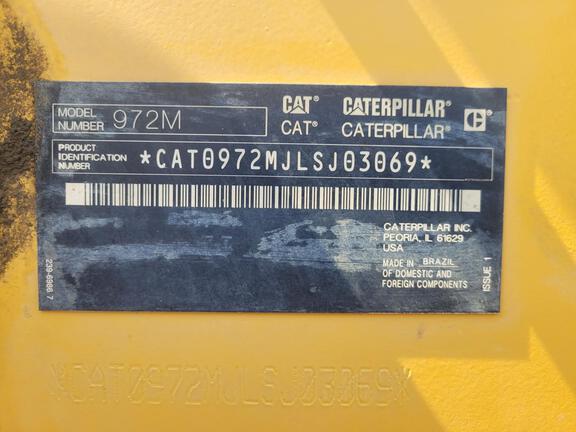 MODEL NUMBER 972M
CAT® CATERPILLAR® C®
CAT® CATERPILLAR®
PRODUCT IDENTIFICATION NUMBER *CAT0972MJLSJ03069*
CATERPILLAR INC.
PEORIA, IL 61629
USA
MADE IN BRAZIL
OF DOMESTIC AND
FOREIGN COMPONENTS
ISSUE 1
239-6986 7
*CAT0972MJLSJ03069*